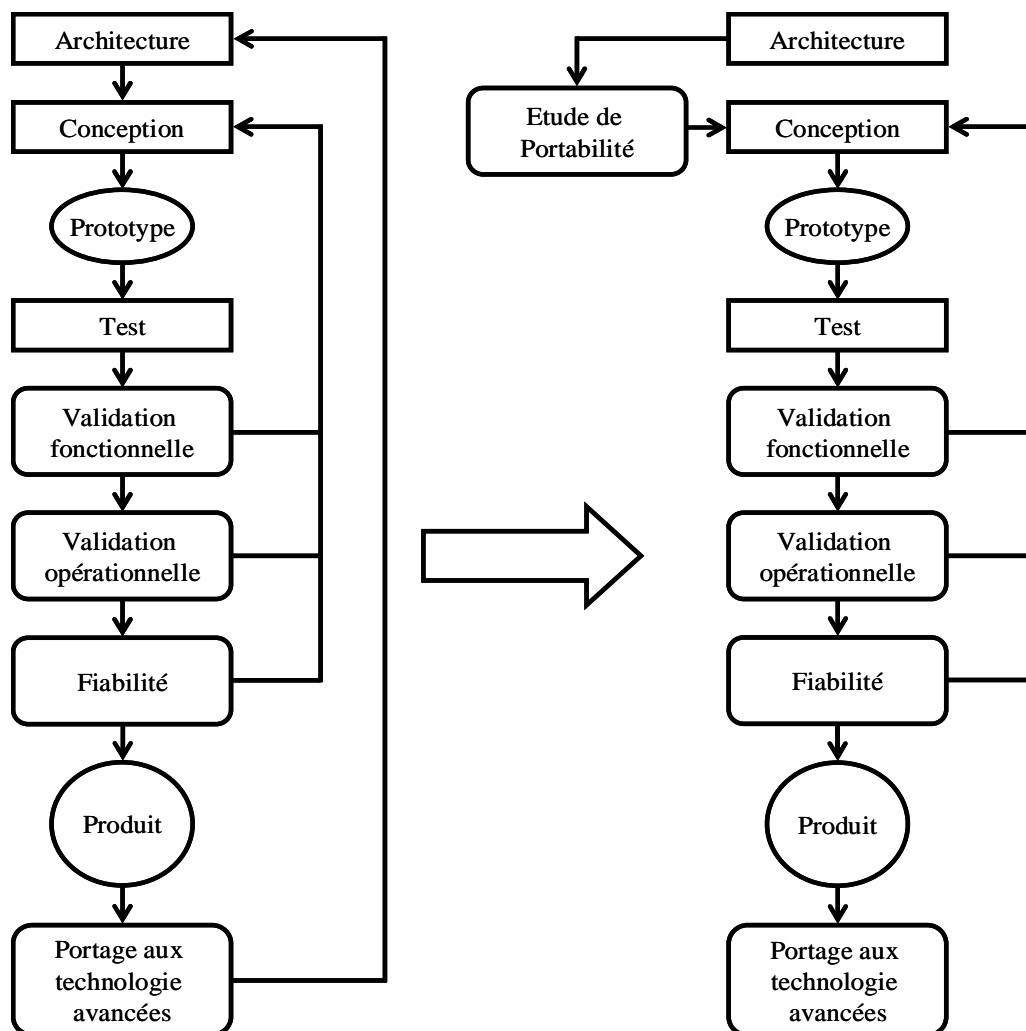 Architecture
Conception
Prototype
Test
Validation
fonctionnelle
Validation
opérationnelle
Fiabilité
Produit
Portage aux
technologie
avancées
Architecture
Etude de
Portabilité
Conception
Prototype
Test
Validation
fonctionnelle
Validation
opérationnelle
Fiabilité
Produit
Portage aux
technologie
avancées